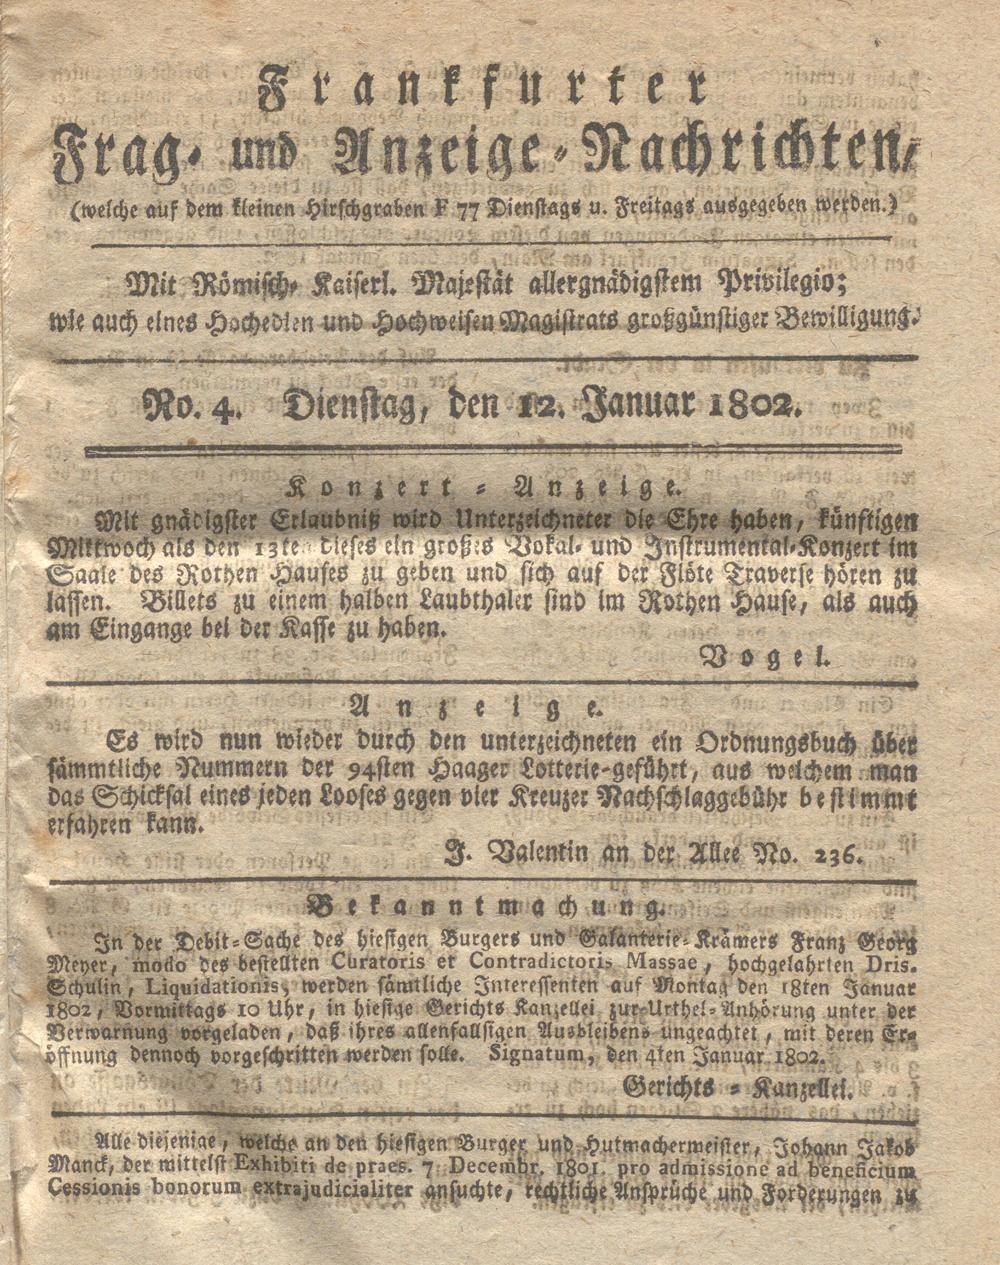 Frankfurter
Frag- und Anzeige-Nachrichten,
(welche auf dem kleinen Hirschgraben F 77 Dienstags u. Freitags ausgegeben werden.)
Mit Römisch- Kaiserl. Majestät allergnädigstem Privilegio;
wie auch eines Hochedlen und Hochweisen Magistrats großgünstiger Bewilligung.
No. 4. Dienstag, den 12. Januar 1802.
Konzert-Anzeige.
Mit gnädigster Erlaubniß wird Unterzeichneter die Ehre haben, künftigen
Mittwoch als den 13ten dieses ein großes Vokal- und Instrumental-Konzert im
Saale des Rothen Hauses zu geben und sich auf der Flöte Traverse hören zu
lassen. Billets zu einem halben Laubthaler sind im Rothen Hause, als auch
am Eingange bei der Kasse zu haben.
Vogel.
Anzeige.
Es wird nun wieder durch den unterzeichneten ein Ordnungsbuch über
sämmtliche Nummern der 94sten Haager Lotterie-geführt, aus welchem man
das Schicksal eines jeden Looses gegen vier Kreuzer Nachschlaggebühr bestimmt
erfahren kann.
J. Valentin an der Allee No. 236.
Bekanntmachung.
In der Debit-Sache des hiesigen Burgers und Galanterie-Krämers Franz Georg
Meyer, modo des bestellten Curatoris et Contradictoris Massae, hochgelahrten Dris.
Schulin, Liquidationis, werden sämtliche Interessenten auf Montag den 18ten Januar
1802, Vormittags 10 Uhr, in hiesige Gerichts Kanzellei zur Urthel-Anhörung unter der
Verwarnung vorgeladen, daß ihres allenfallsigen Ausbleibens ungeachtet, mit deren Er-
öffnung dennoch vorgeschritten werden solle. Signatum, den 4ten Januar 1802.
Gerichts-Kanzellei.
Alle diejenige, welche an den hiesigen Burger und Hutmachermeister, Johann Jakob
Manck, der mittelst Exhibiti de praes. 7 Decembr. 1801. pro admissione ad beneficium
Cessionis bonorum extrajudicialiter ansuchte, rechtliche Ansprüche und Forderungen zu